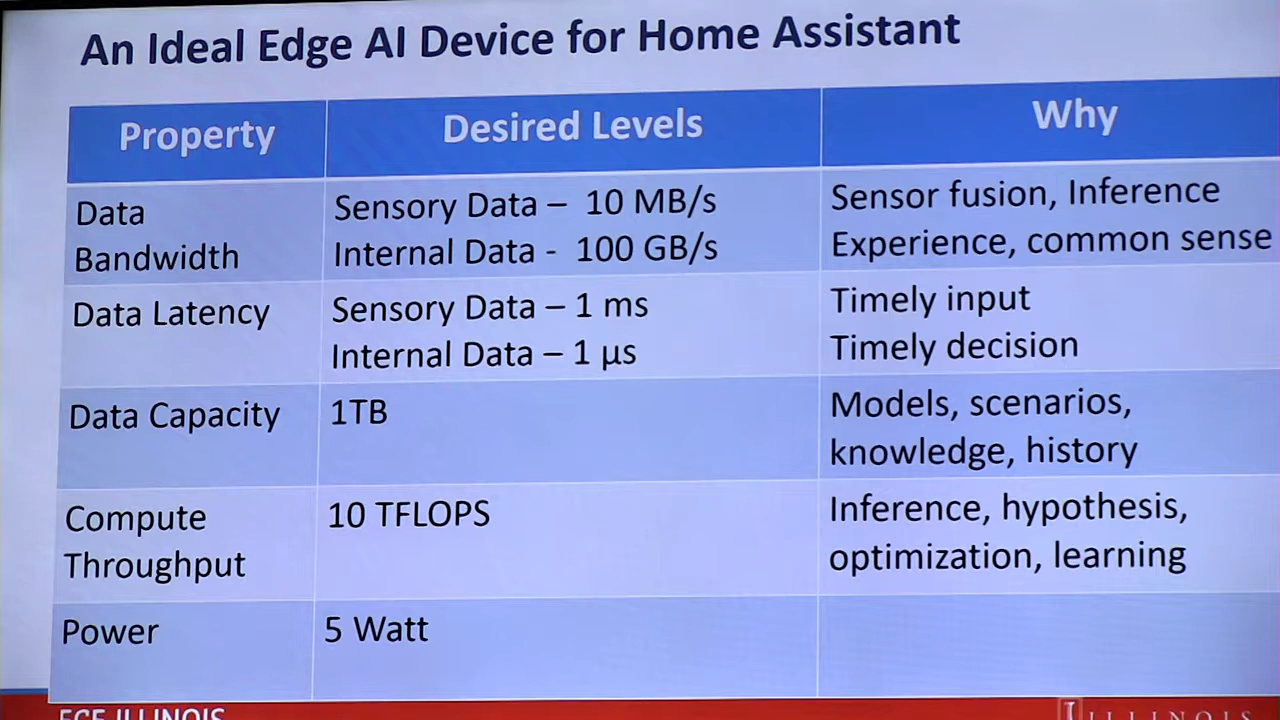 An Ideal Edge AI Device for Home Assistant
Property
Desired Levels
Why
Data
Bandwidth
Sensory Data – 10 MB/s
Internal Data - 100 GB/s
Sensor fusion, Inference
Experience, common sense
Data Latency
Sensory Data – 1 ms
Internal Data – 1 µs
Timely input
Timely decision
Data Capacity
1TB
Models, scenarios,
knowledge, history
Compute
Throughput
10 TFLOPS
Inference, hypothesis,
optimization, learning
Power
5 Watt
ECE ILLINOIS
I ILLINOIS